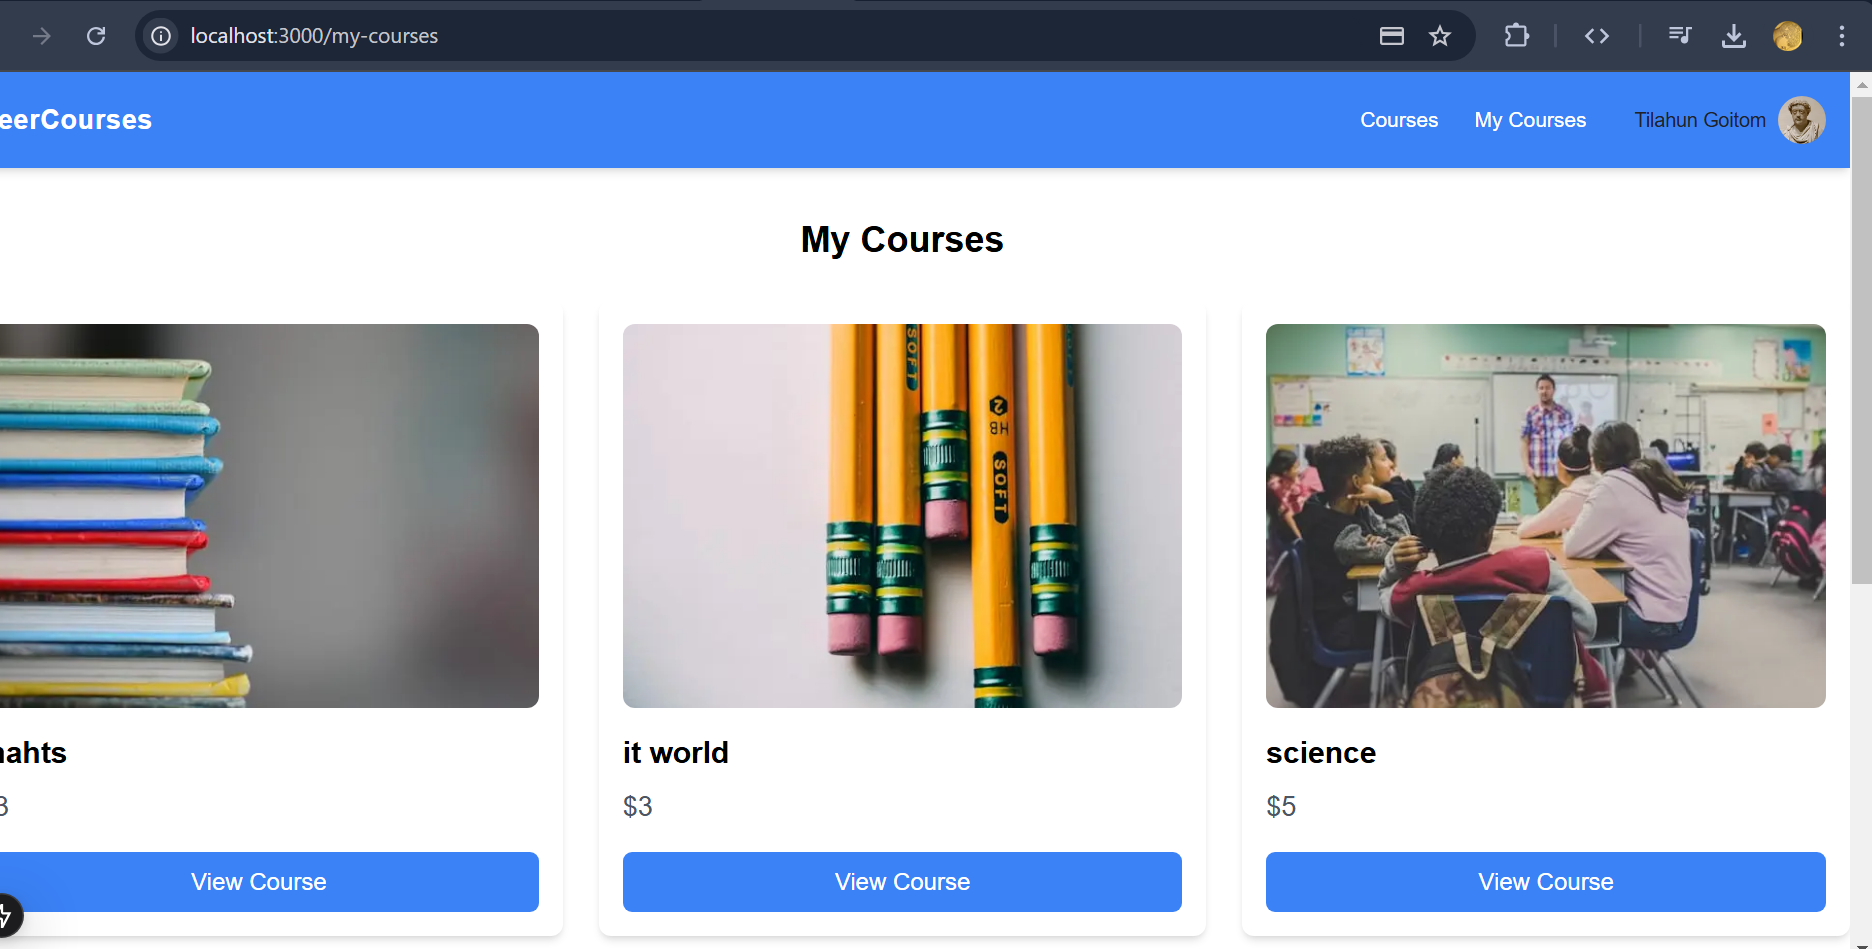 localhost:3000/my-courses
eerCourses
Courses
My Courses
Tilahun Goitom
My Courses
SOFT
2
HB
SOFT
ahts
it world
science
3
$3
$5
View Course
View Course
View Course